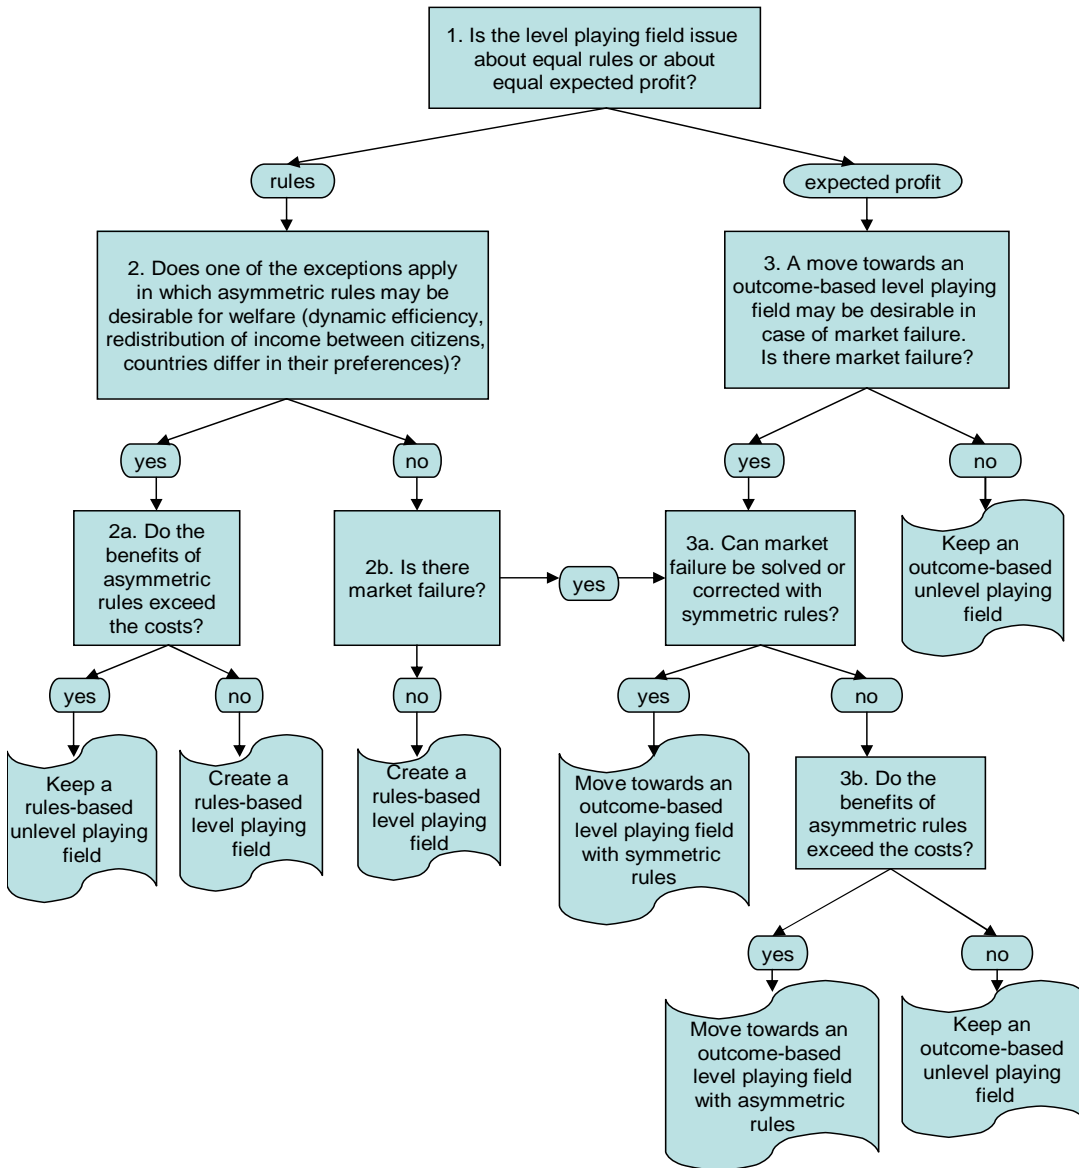 1. Is the level playing field issue
about equal rules or about
equal expected profit?
rules
expected profit
2. Does one of the exceptions apply
in which asymmetric rules may be
desirable for welfare (dynamic efficiency,
redistribution of income between citizens,
countries differ in their preferences)?
3. A move towards an
outcome-based level playing
field may be desirable in
case of market failure.
Is there market failure?
yes
no
yes
no
2a. Do the
benefits of
asymmetric
rules exceed
the costs?
2b. Is there
market failure?
yes
3a. Can market
failure be solved or
corrected with
symmetric rules?
Keep an
outcome-based
unlevel playing
field
yes
no
no
yes
no
Keep a
rules-based
unlevel playing
field
Create a
rules-based
level playing
field
Create a
rules-based
level playing
field
Move towards an
outcome-based
level playing field
with symmetric
rules
3b. Do the
benefits of
asymmetric rules
exceed the costs?
yes
no
Move towards an
outcome-based
level playing field
with asymmetric
rules
Keep an
outcome-based
unlevel playing
field